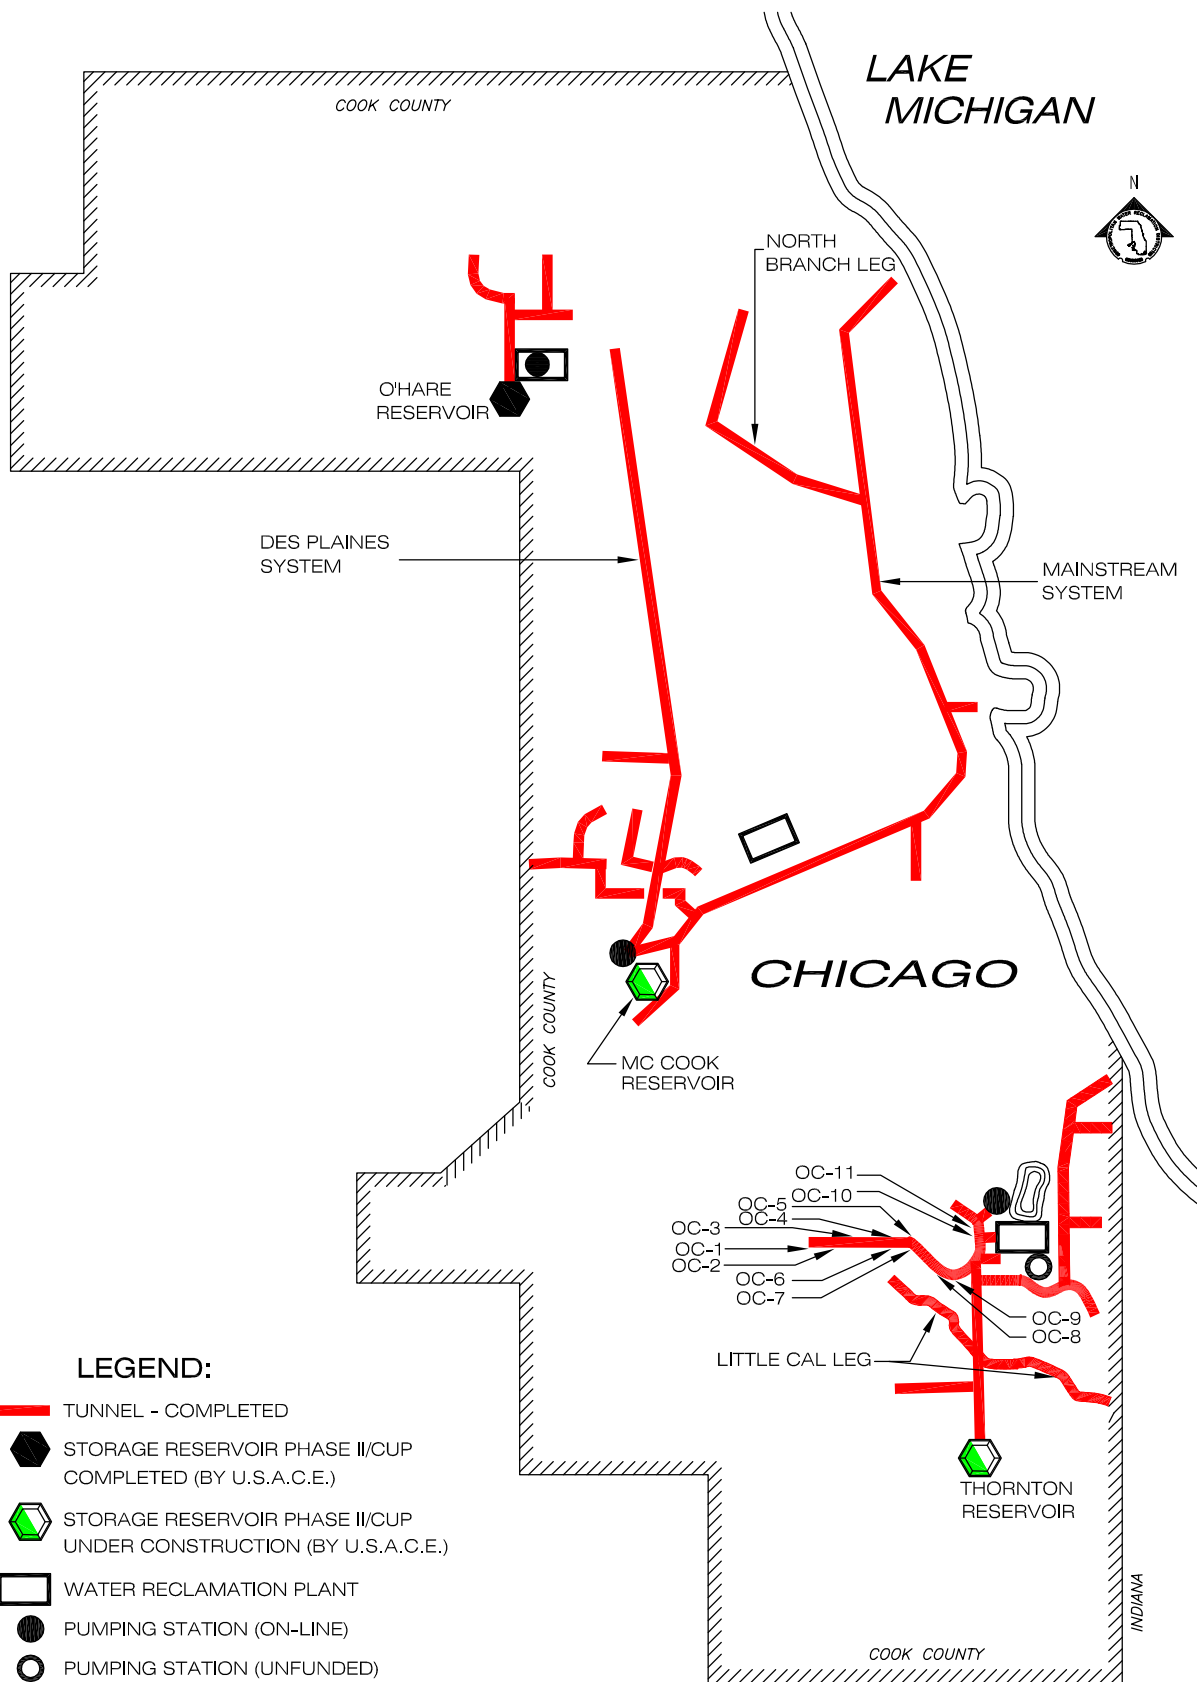 LAKE
MICHIGAN
COOK COUNTY
N
NORTH
BRANCH LEG
O'HARE
RESERVOIR
DES PLAINES
SYSTEM
MAINSTREAM
SYSTEM
CHICAGO
COOK COUNTY
MC COOK
RESERVOIR
OC-11
OC-10
OC-5
OC-4
OC-3
OC-1
OC-2
OC-6
OC-7
OC-9
OC-8
LITTLE CAL LEG
THORNTON
RESERVOIR
INDIANA
COOK COUNTY
LEGEND:
TUNNEL - COMPLETED
STORAGE RESERVOIR PHASE II/CUP
COMPLETED (BY U.S.A.C.E.)
STORAGE RESERVOIR PHASE II/CUP
UNDER CONSTRUCTION (BY U.S.A.C.E.)
WATER RECLAMATION PLANT
PUMPING STATION (ON-LINE)
PUMPING STATION (UNFUNDED)